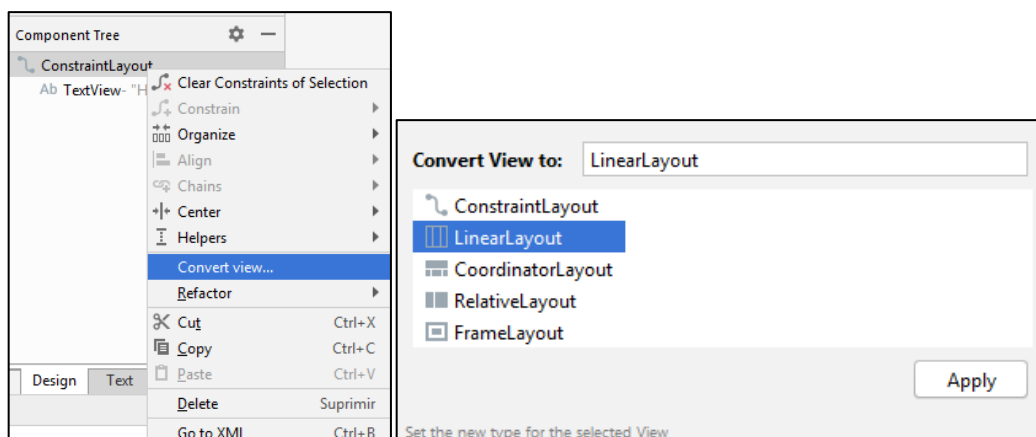 Component Tree
ConstraintLayout
Ab TextView- "H
Clear Constraints of Selection
Constrain
Organize
Align
Chains
Center
Helpers
Convert view...
Refactor
Cut Ctrl+X
Copy Ctrl+C
Paste Ctrl+V
Delete Suprimir
Go to XML Ctrl+B
Design Text
Convert View to: LinearLayout
ConstraintLayout
LinearLayout
CoordinatorLayout
RelativeLayout
FrameLayout
Apply
Set the new type for the selected View